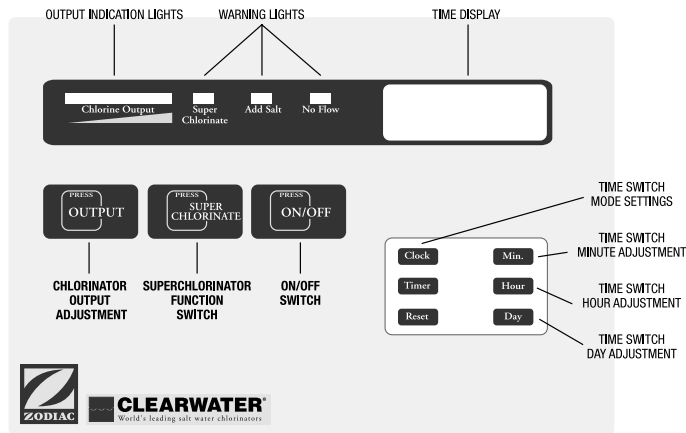 OUTPUT INDICATION LIGHTS
WARNING LIGHTS
TIME DISPLAY
Chlorine Output
Super
Chlorinate
Add Salt
No Flow
PRESS
OUTPUT
PRESS
SUPER
CHLORINATE
PRESS
ON/OFF
CHLORINATOR
OUTPUT
ADJUSTMENT
SUPERCHLORINATOR
FUNCTION
SWITCH
ON/OFF
SWITCH
Clock
Min.
Timer
Hour
Reset
Day
TIME SWITCH
MODE SETTINGS
TIME SWITCH
MINUTE ADJUSTMENT
TIME SWITCH
HOUR ADJUSTMENT
TIME SWITCH
DAY ADJUSTMENT
ZODIAC
CLEARWATER®
World's leading salt water chlorinators